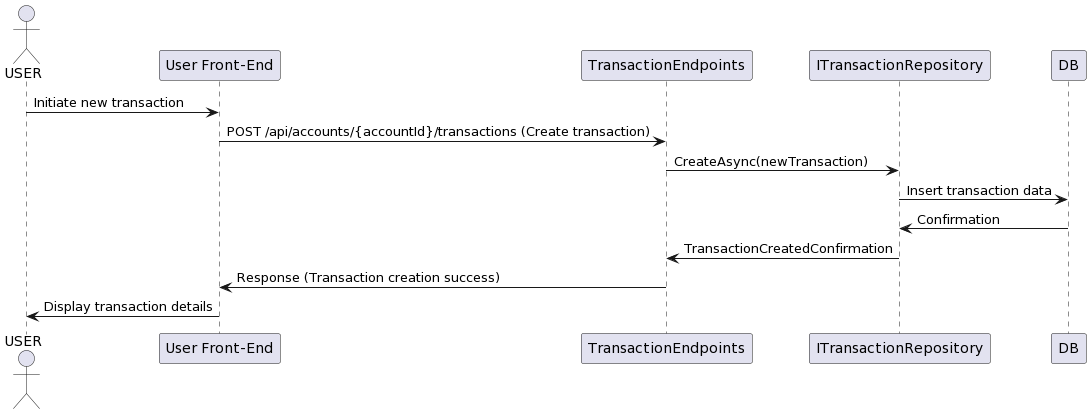 USER
User Front-End
TransactionEndpoints
ITransactionRepository
DB
Initiate new transaction
POST /api/accounts/{accountId}/transactions (Create transaction)
CreateAsync(newTransaction)
Insert transaction data
Confirmation
TransactionCreatedConfirmation
Response (Transaction creation success)
Display transaction details
USER
User Front-End
TransactionEndpoints
ITransactionRepository
DB